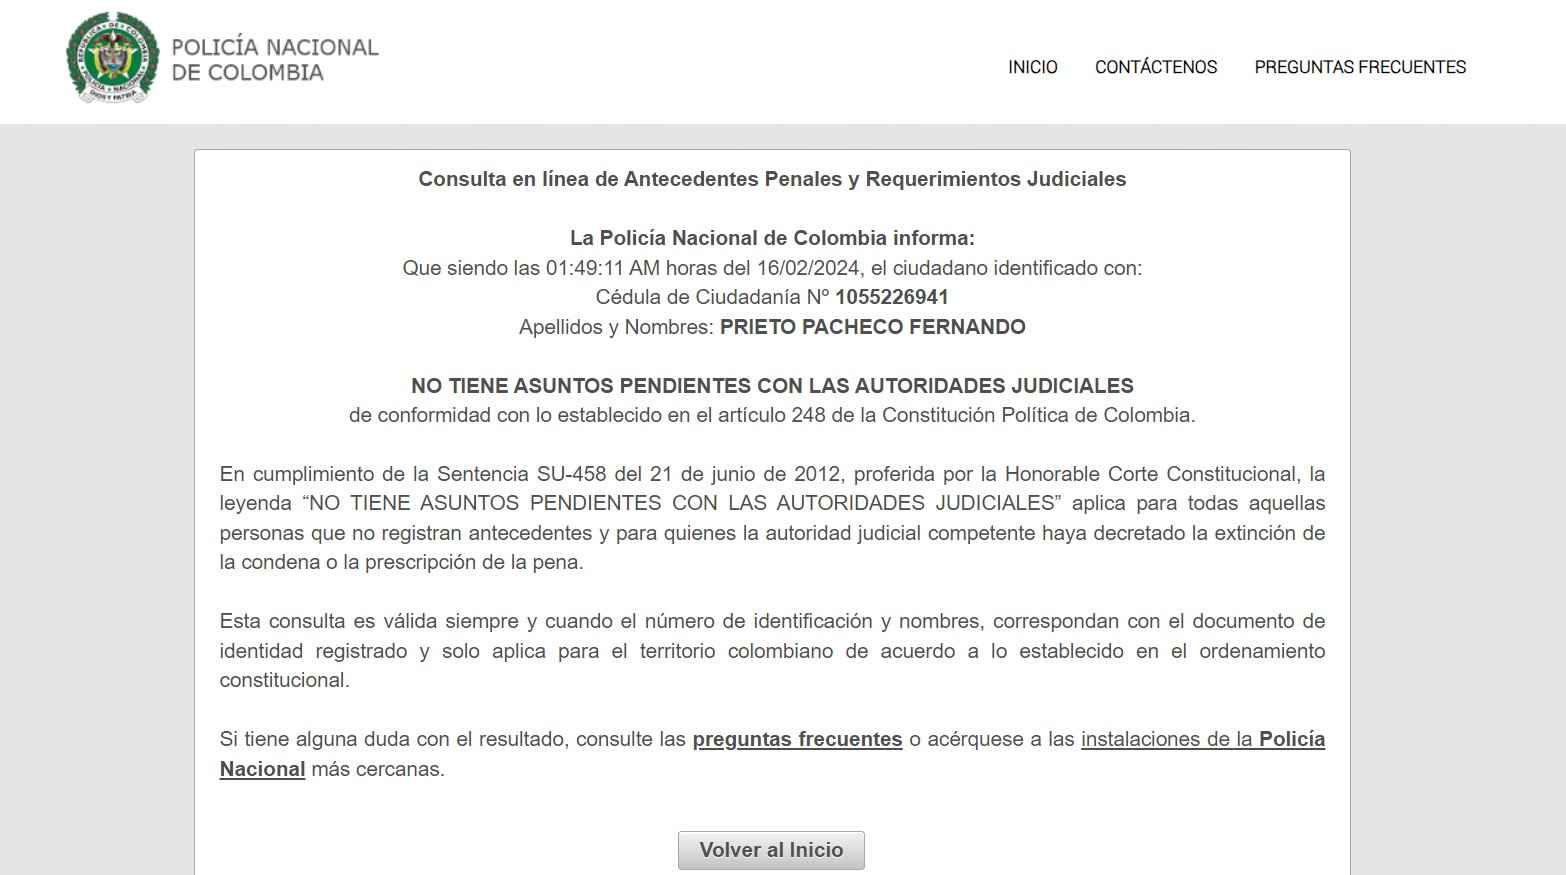 POLICÍA NACIONAL
DE COLOMBIA
INICIO CONTÁCTENOS PREGUNTAS FRECUENTES
Consulta en línea de Antecedentes Penales y Requerimientos Judiciales
La Policía Nacional de Colombia informa:
Que siendo las 01:49:11 AM horas del 16/02/2024, el ciudadano identificado con:
Cédula de Ciudadanía Nº 1055226941
Apellidos y Nombres: PRIETO PACHECO FERNANDO
NO TIENE ASUNTOS PENDIENTES CON LAS AUTORIDADES JUDICIALES
de conformidad con lo establecido en el artículo 248 de la Constitución Política de Colombia.
En cumplimiento de la Sentencia SU-458 del 21 de junio de 2012, proferida por la Honorable Corte Constitucional, la
leyenda “NO TIENE ASUNTOS PENDIENTES CON LAS AUTORIDADES JUDICIALES” aplica para todas aquellas
personas que no registran antecedentes y para quienes la autoridad judicial competente haya decretado la extinción de
la condena o la prescripción de la pena.
Esta consulta es válida siempre y cuando el número de identificación y nombres, correspondan con el documento de
identidad registrado y solo aplica para el territorio colombiano de acuerdo a lo establecido en el ordenamiento
constitucional.
Si tiene alguna duda con el resultado, consulte las preguntas frecuentes o acérquese a las instalaciones de la Policía
Nacional más cercanas.
Volver al Inicio